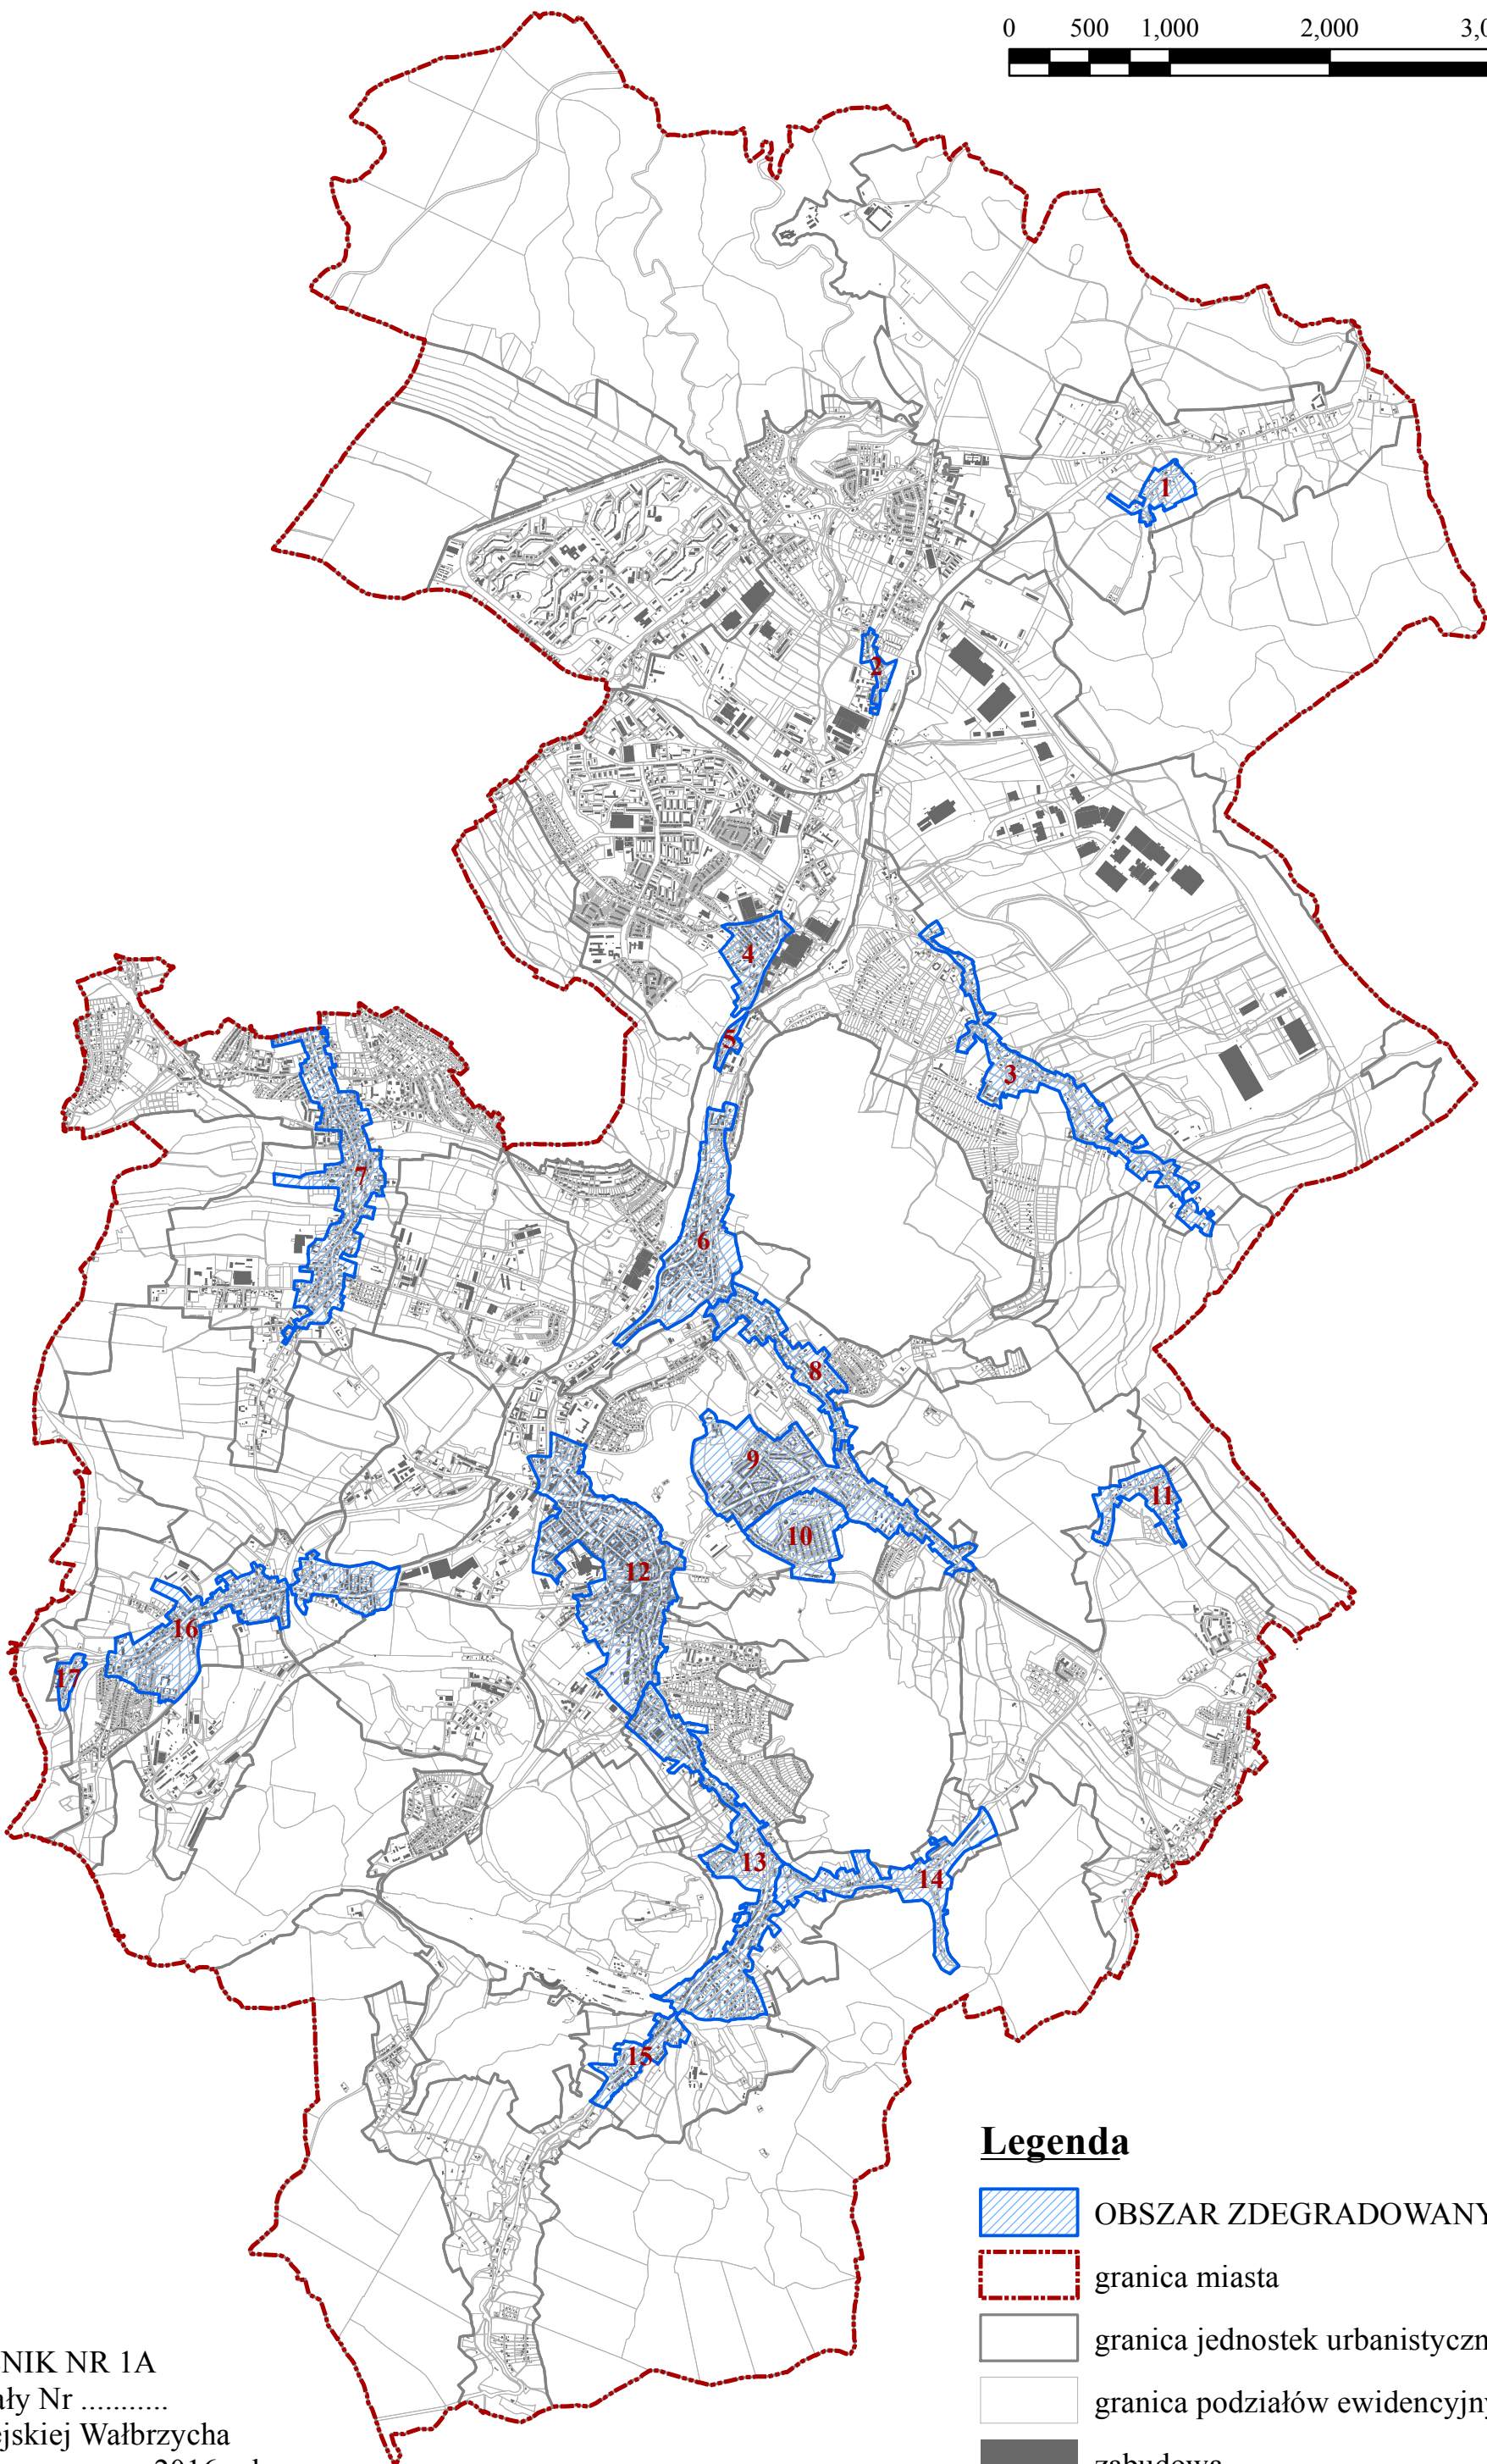 0 500 1,000 2,000
1
2
3
4
5
6
7
8
9
10
11
12
13
14
15
16
17
Legenda
OBSZAR ZDEGRADOWANY
granica miasta
granica jednostek urbanistyczn
granica podziałów ewidencyjny
zabudowa
NIK NR 1A
ały Nr ...........
ejskiej Wałbrzycha
2016